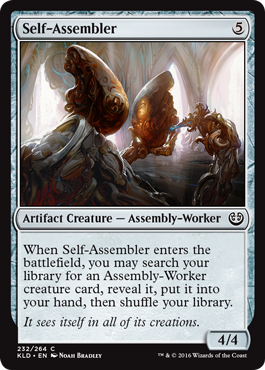 Self-Assembler 5
Artifact Creature — Assembly-Worker
When Self-Assembler enters the
battlefield, you may search your
library for an Assembly-Worker
creature card, reveal it, put it into
your hand, then shuffle your library.
It sees itself in all of its creations.
4/4
232/264 C
KLD • EN Noah Bradley
™ & © 2016 Wizards of the Coast